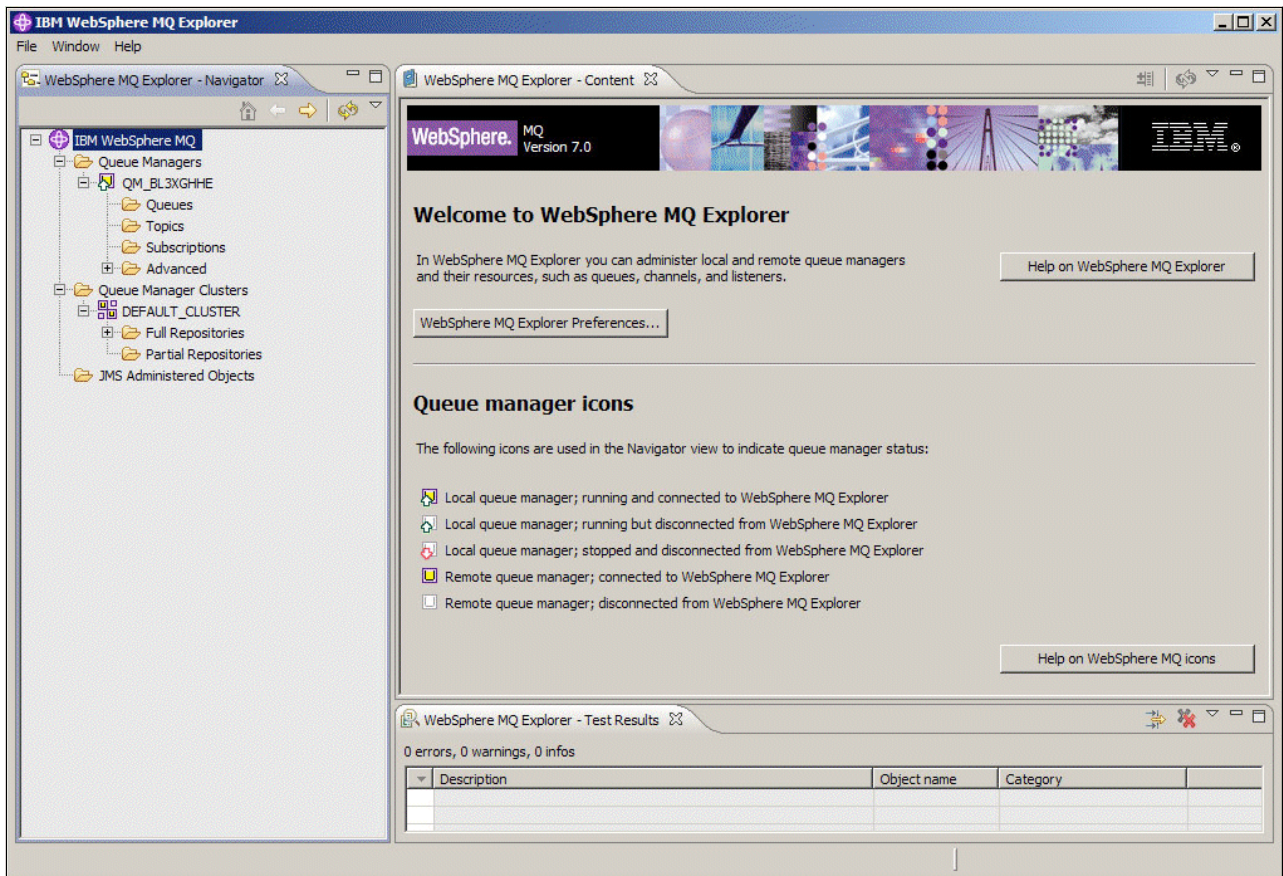 IBM WebSphere MQ Explorer
File Window Help
WebSphere MQ Explorer - Navigator
IBM WebSphere MQ
Queue Managers
QM_BL3XGHHE
Queues
Topics
Subscriptions
Advanced
Queue Manager Clusters
DEFAULT_CLUSTER
Full Repositories
Partial Repositories
JMS Administered Objects
WebSphere MQ Explorer - Content
WebSphere. MQ
Version 7.0
IBM®
Welcome to WebSphere MQ Explorer
In WebSphere MQ Explorer you can administer local and remote queue managers
and their resources, such as queues, channels, and listeners.
Help on WebSphere MQ Explorer
WebSphere MQ Explorer Preferences...
Queue manager icons
The following icons are used in the Navigator view to indicate queue manager status:
Local queue manager; running and connected to WebSphere MQ Explorer
Local queue manager; running but disconnected from WebSphere MQ Explorer
Local queue manager; stopped and disconnected from WebSphere MQ Explorer
Remote queue manager; connected to WebSphere MQ Explorer
Remote queue manager; disconnected from WebSphere MQ Explorer
Help on WebSphere MQ icons
WebSphere MQ Explorer - Test Results
0 errors, 0 warnings, 0 infos
Description Object name Category